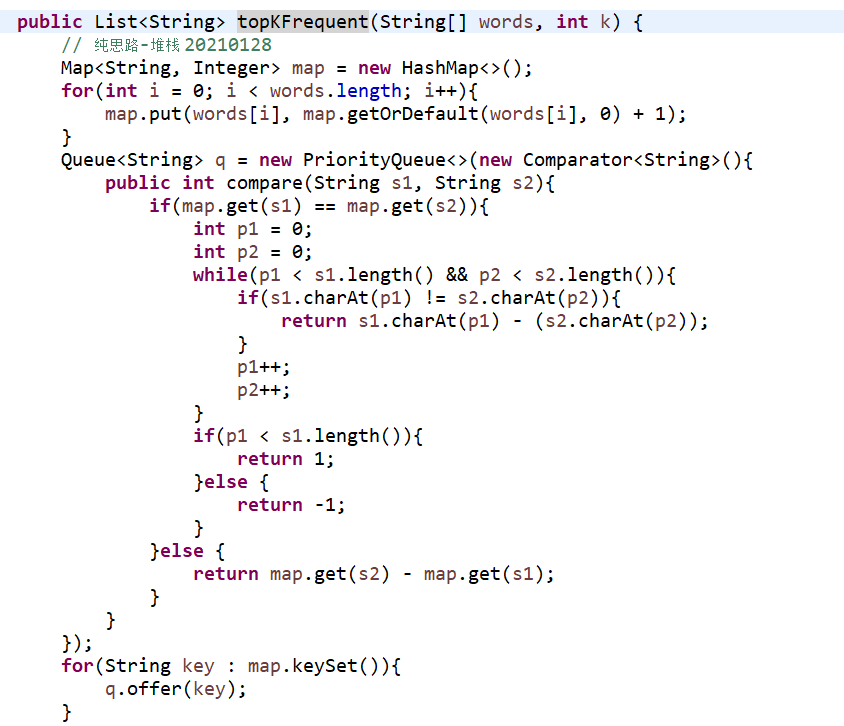 public List<String> topKFrequent(String[] words, int k) {
// 纯思路-堆栈 20210128
Map<String, Integer> map = new HashMap<>();
for(int i = 0; i < words.length; i++){
map.put(words[i], map.getOrDefault(words[i], 0) + 1);
}
Queue<String> q = new PriorityQueue<>(new Comparator<String>(){
public int compare(String s1, String s2){
if(map.get(s1) == map.get(s2)){
int p1 = 0;
int p2 = 0;
while(p1 < s1.length() && p2 < s2.length()){
if(s1.charAt(p1) != s2.charAt(p2)){
return s1.charAt(p1) - (s2.charAt(p2));
}
p1++;
p2++;
}
if(p1 < s1.length()){
return 1;
}else {
return -1;
}
}else {
return map.get(s2) - map.get(s1);
}
}
});
for(String key : map.keySet()){
q.offer(key);
}